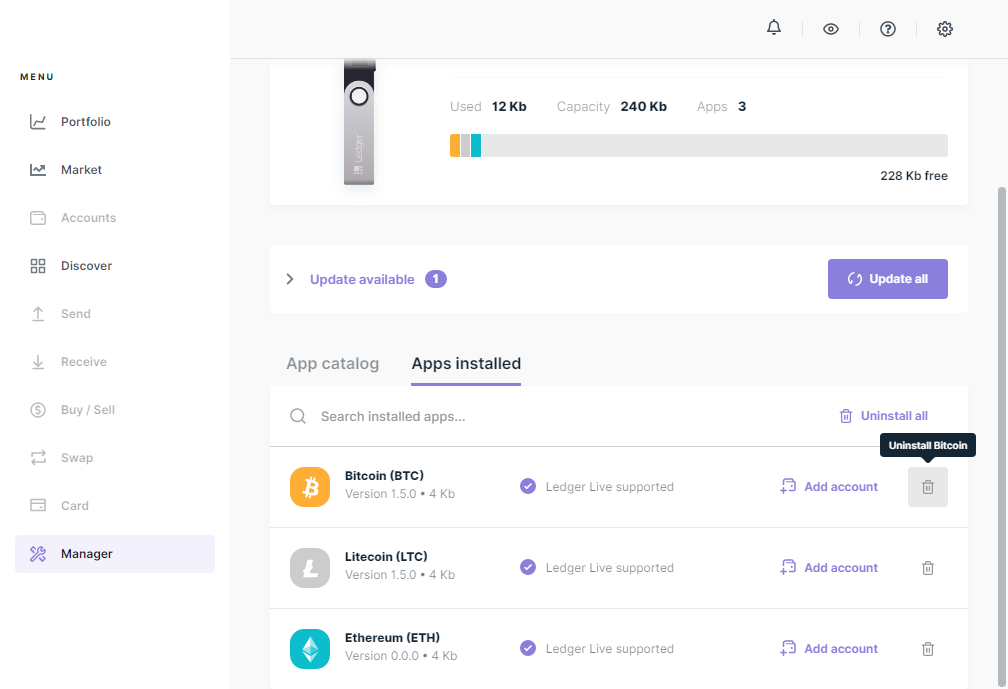 MENU
Portfolio
Market
Accounts
Discover
Send
Receive
Buy / Sell
Swap
Card
Manager
Ledger
Used 12 Kb Capacity 240 Kb Apps 3
228 Kb free
Update available 1
Update all
App catalog Apps installed
Search installed apps...
Uninstall all
Uninstall Bitcoin
Bitcoin (BTC)
Version 1.5.0 • 4 Kb
Ledger Live supported
Add account
Litecoin (LTC)
Version 1.5.0 • 4 Kb
Ledger Live supported
Add account
Ethereum (ETH)
Version 0.0.0 • 4 Kb
Ledger Live supported
Add account